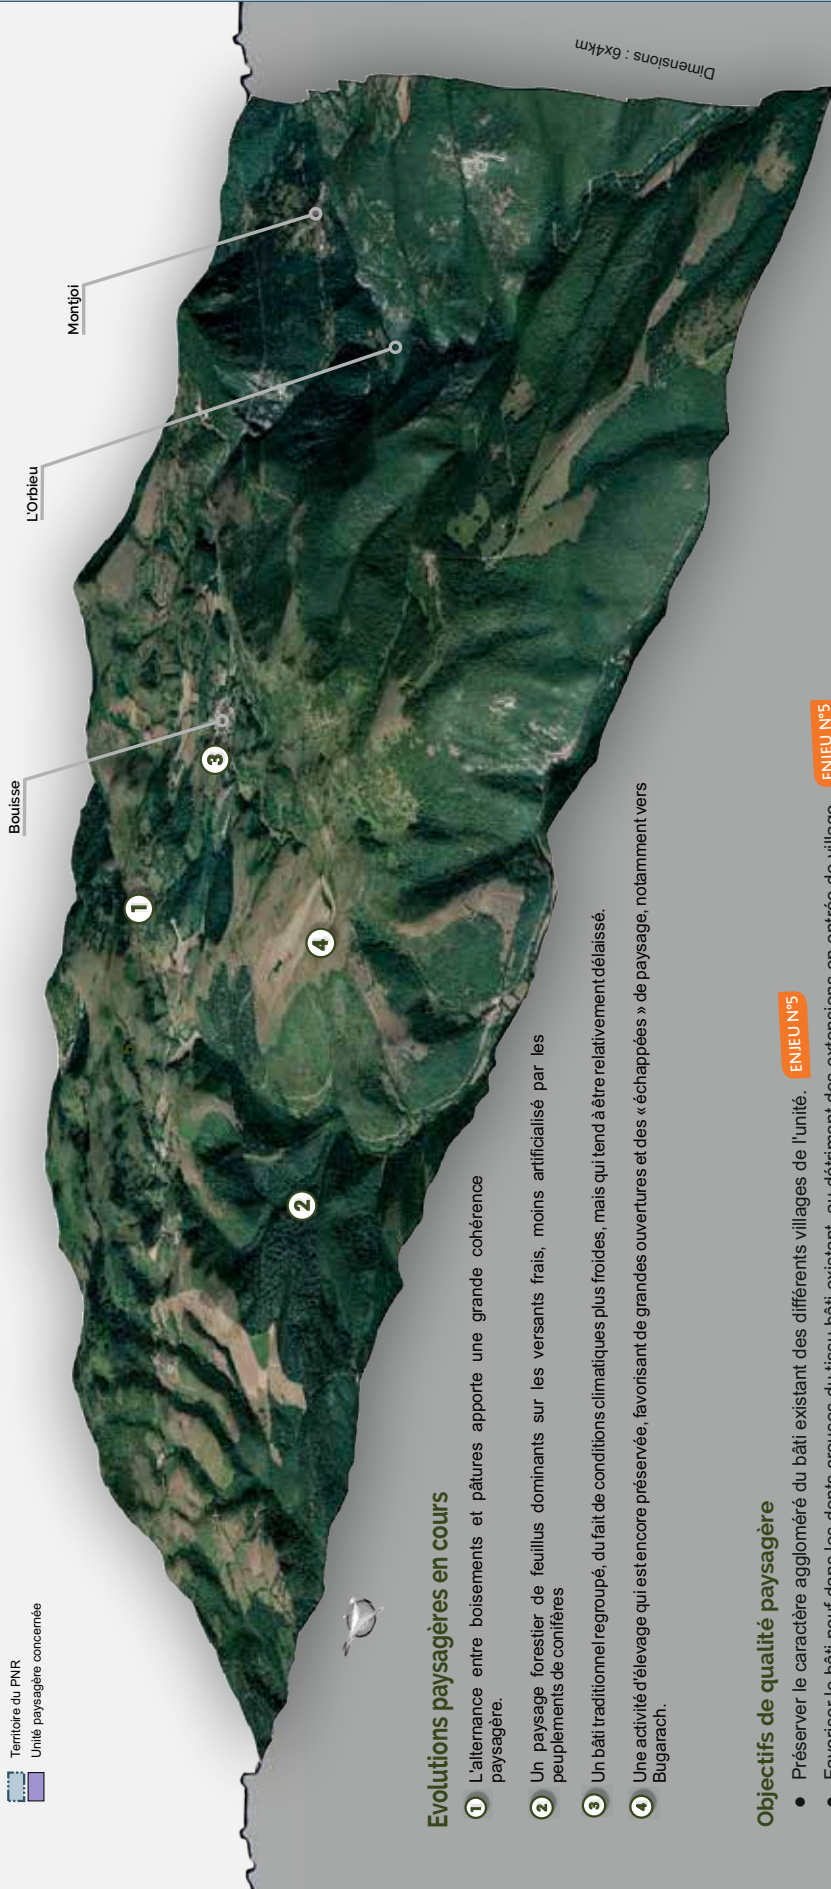 Territoire du PNR
Unité paysagère concernée
Bouisse
L'Orbieu
Montjoi
Dimensions : 6x4km
1
2
3
4
Evolutions paysagères en cours
1 L'alternance entre boisements et pâtures apporte une grande cohérence
paysagère.
2 Un paysage forestier de feuillus dominants sur les versants frais, moins artificialisé par les
peuplements de conifères
3 Un bâti traditionnel regroupé, du fait de conditions climatiques plus froides, mais qui tend à être relativement délaissé.
4 Une activité d'élevage qui est encore préservée, favorisant de grandes ouvertures et des « échappées » de paysage, notamment vers
Bugarach.
Objectifs de qualité paysagère
• Préserver le caractère aggloméré du bâti existant des différents villages de l'unité. ENJEU N°5
ENJEU N°5